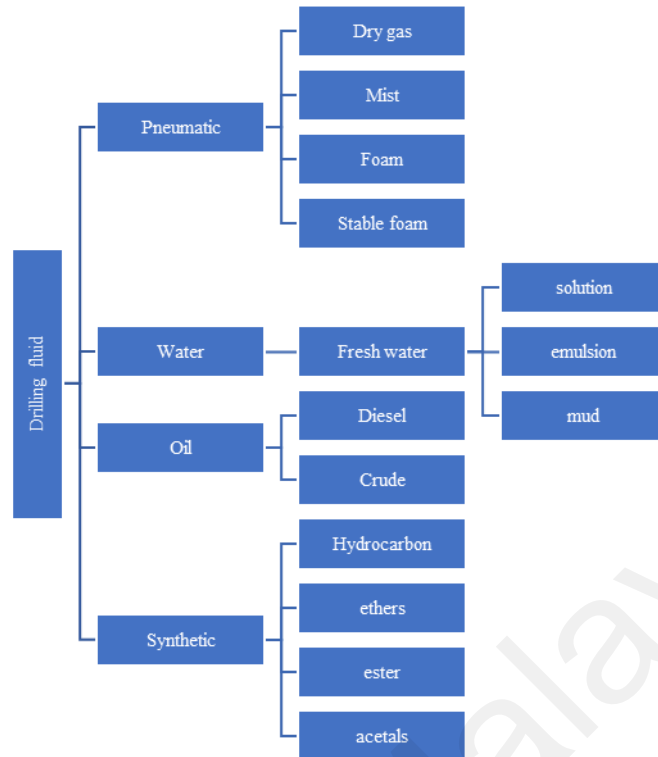 Drilling fluid
Pneumatic
Dry gas
Mist
Foam
Stable foam
Water
Fresh water
solution
emulsion
mud
Oil
Diesel
Crude
Synthetic
Hydrocarbon
ethers
ester
acetals